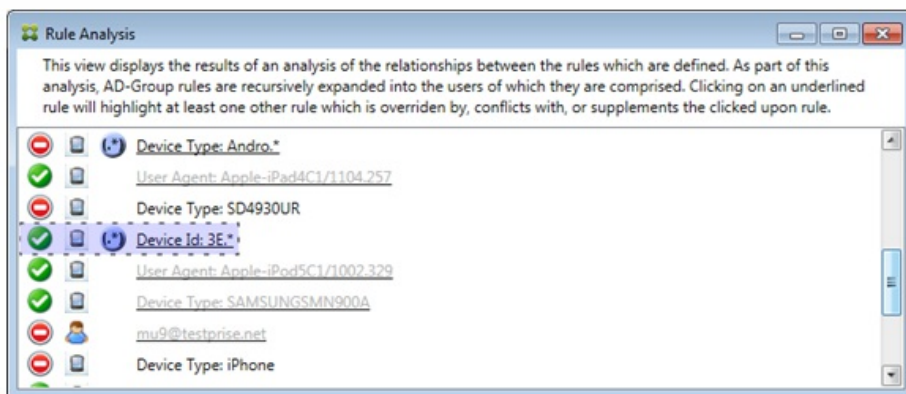 Rule Analysis
This view displays the results of an analysis of the relationships between the rules which are defined. As part of this
analysis, AD-Group rules are recursively expanded into the users of which they are comprised. Clicking on an underlined
rule will highlight at least one other rule which is overriden by, conflicts with, or supplements the clicked upon rule.
(.*) Device Type: Andro.*
User Agent: Apple-iPad4C1/1104.257
Device Type: SD4930UR
(.*) Device Id: 3E.*
User Agent: Apple-iPod5C1/1002.329
Device Type: SAMSUNGSMN900A
mu9@testprise.net
Device Type: iPhone